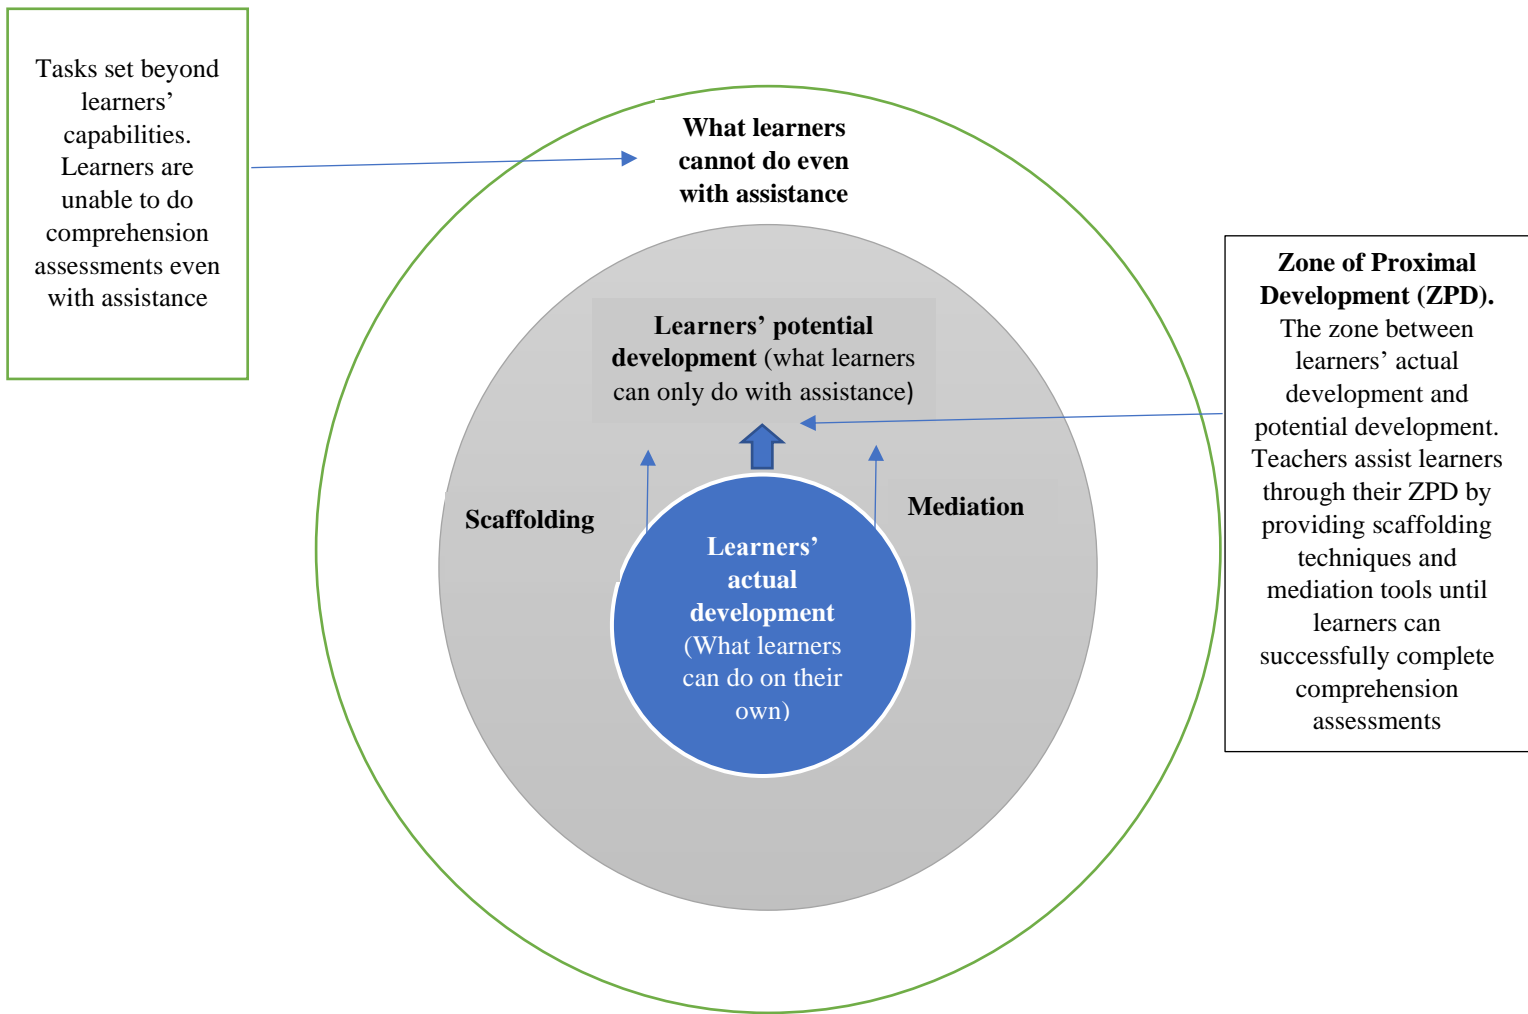 Tasks set beyond
learners’
capabilities.
Learners are
unable to do
comprehension
assessments even
with assistance
What learners
cannot do even
with assistance
Learners’ potential
development (what learners
can only do with assistance)
Scaffolding
Mediation
Learners’
actual
development
(What learners
can do on their
own)
Zone of Proximal
Development (ZPD).
The zone between
learners’ actual
development and
potential development.
Teachers assist learners
through their ZPD by
providing scaffolding
techniques and
mediation tools until
learners can
successfully complete
comprehension
assessments